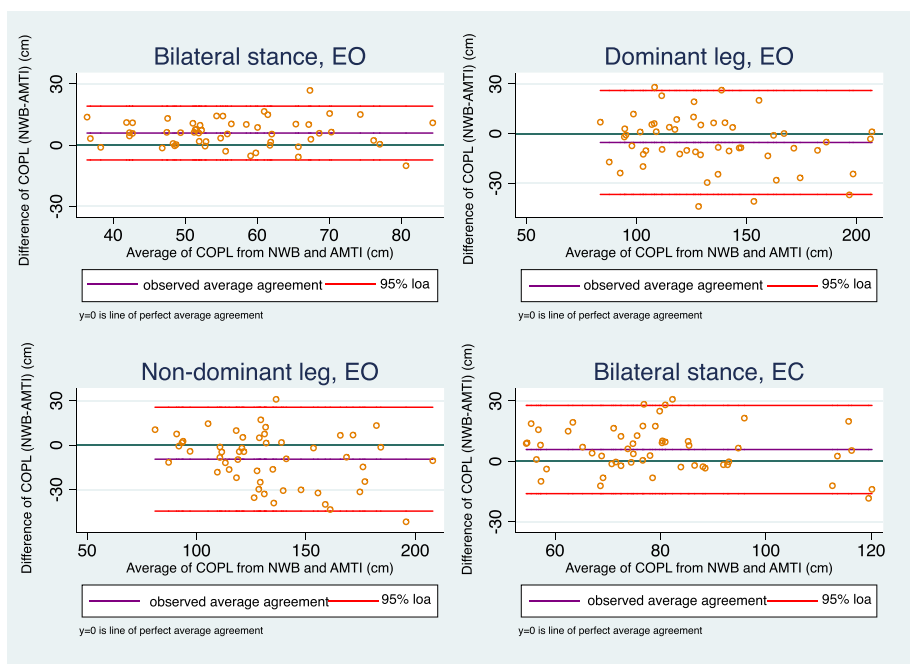 Bilateral stance, EO
Difference of COPL (NWB-AMTI) (cm)
30
0
-30
40 50 60 70 80
Average of COPL from NWB and AMTI (cm)
observed average agreement 95% loa
y=0 is line of perfect average agreement
Dominant leg, EO
Difference of COPL (NWB-AMTI) (cm)
30
0
-30
50 100 150 200
Average of COPL from NWB and AMTI (cm)
observed average agreement 95% loa
y=0 is line of perfect average agreement
Non-dominant leg, EO
Difference of COPL (NWB-AMTI) (cm)
30
0
-30
50 100 150 200
Average of COPL from NWB and AMTI (cm)
observed average agreement 95% loa
y=0 is line of perfect average agreement
Bilateral stance, EC
Difference of COPL (NWB-AMTI) (cm)
30
0
-30
60 80 100 120
Average of COPL from NWB and AMTI (cm)
observed average agreement 95% loa
y=0 is line of perfect average agreement